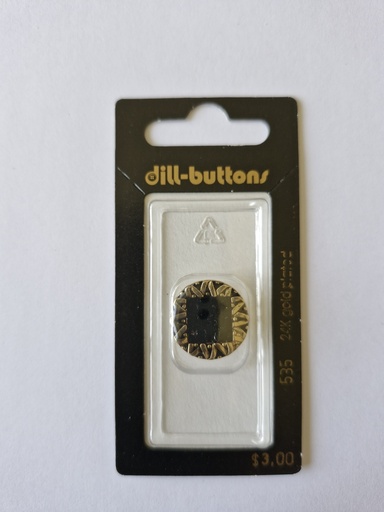 dill-buttons
535 24K gold plated
$3.00